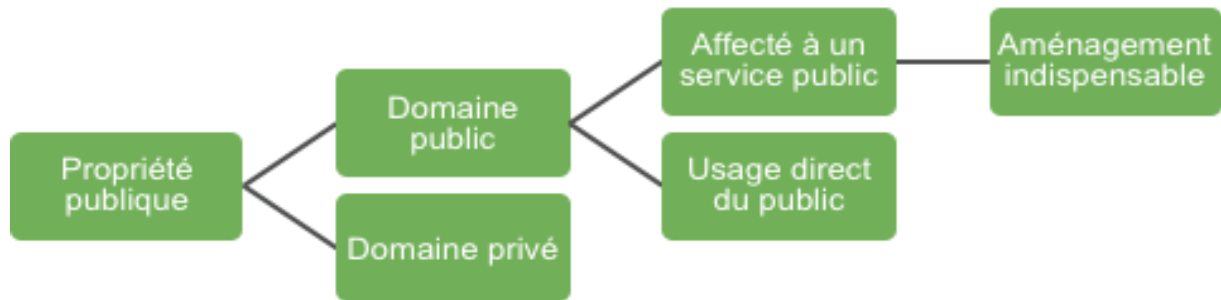 Propriété
publique
Domaine
public
Domaine privé
Affecté à un
service public
Usage direct
du public
Aménagement
indispensable